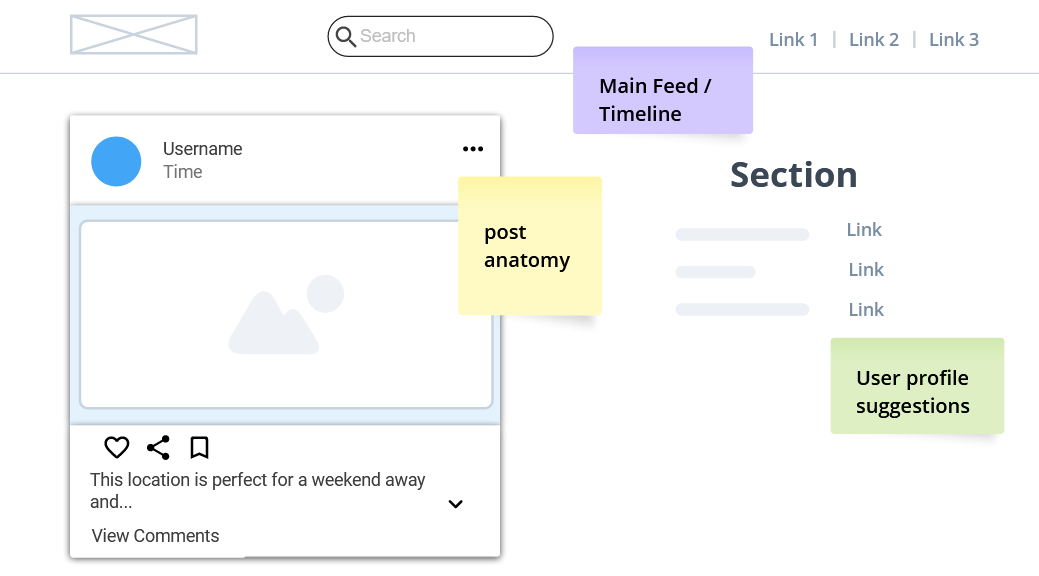 Search
Link 1
Link 2
Link 3
Main Feed /
Timeline
Username
Time
post
anatomy
Section
Link
Link
Link
User profile
suggestions
This location is perfect for a weekend away
and...
View Comments